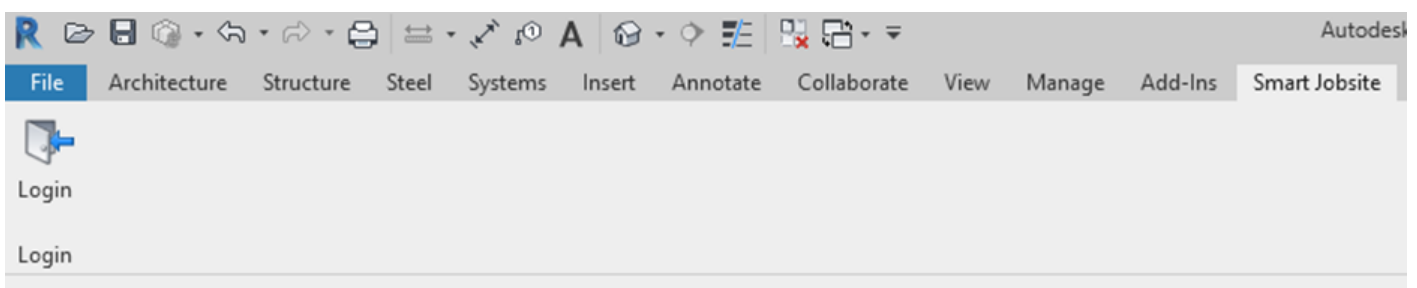 Autodesk
File Architecture Structure Steel Systems Insert Annotate Collaborate View Manage Add-Ins Smart Jobsite
Login
Login